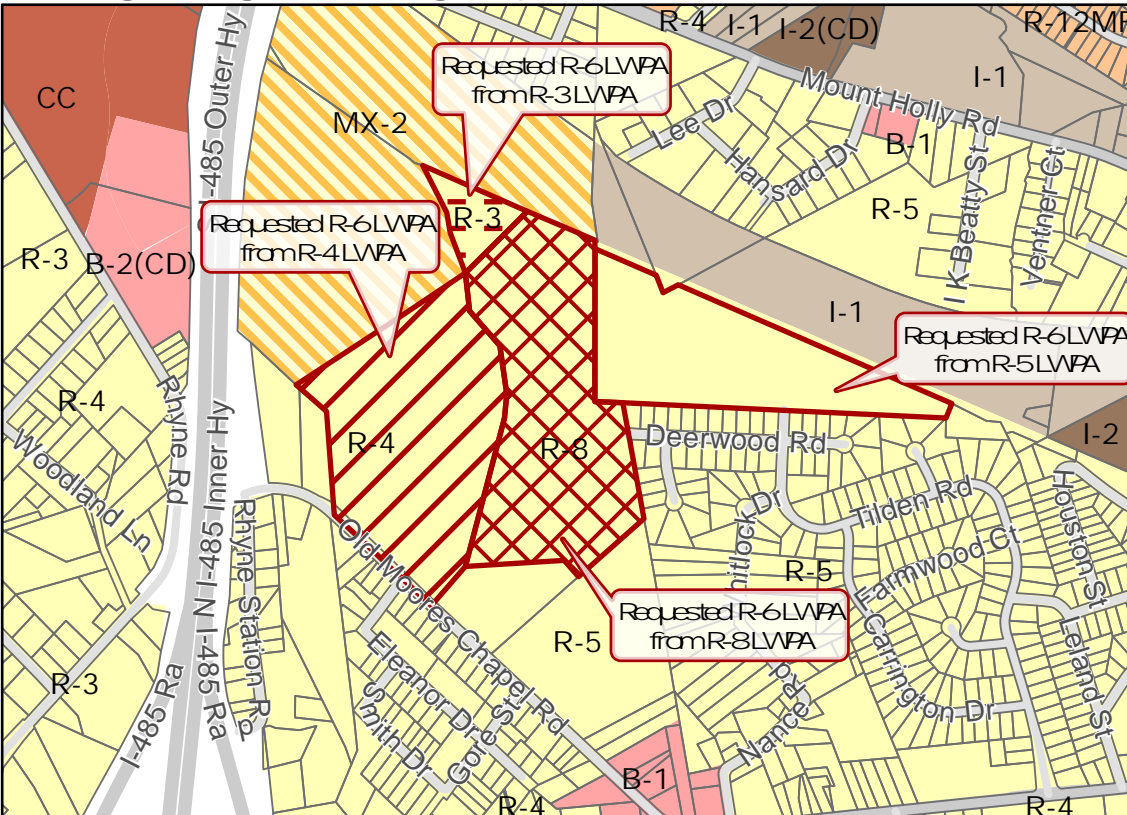 R-4
I-1
I-2(CD)
R-12MF
I-485 Outer Hy
CC
MX-2
Requested R-6 LWPA
from R-3 LWPA
Lee Dr
Mount Holly Rd
I-1
Hansard Dr
B-1
R-5
I K Beatty St
Ventner Ct
R-3
Requested R-6 LWPA
from R-4 LWPA
R-3
B-2(CD)
I-1
Requested R-6 LWPA
from R-5 LWPA
R-4
Rhyne Rd
Woodland Ln
I-485 Inner Hy
R-4
R-8
Deerwood Rd
I-2
Tilden Rd
Houston St
Rhyne Station Rd
Old Moores Chapel Rd
hitlock Dr
R-5
Farmwood Ct
Requested R-6 LWPA
from R-8 LWPA
R-5
Carrington Dr
Leland St
R-3
I-485 Ra
N I-485 Ra
Eleanor Dr
Smith Dr
Gore St
Nance Rd
B-1
R-4
R-4